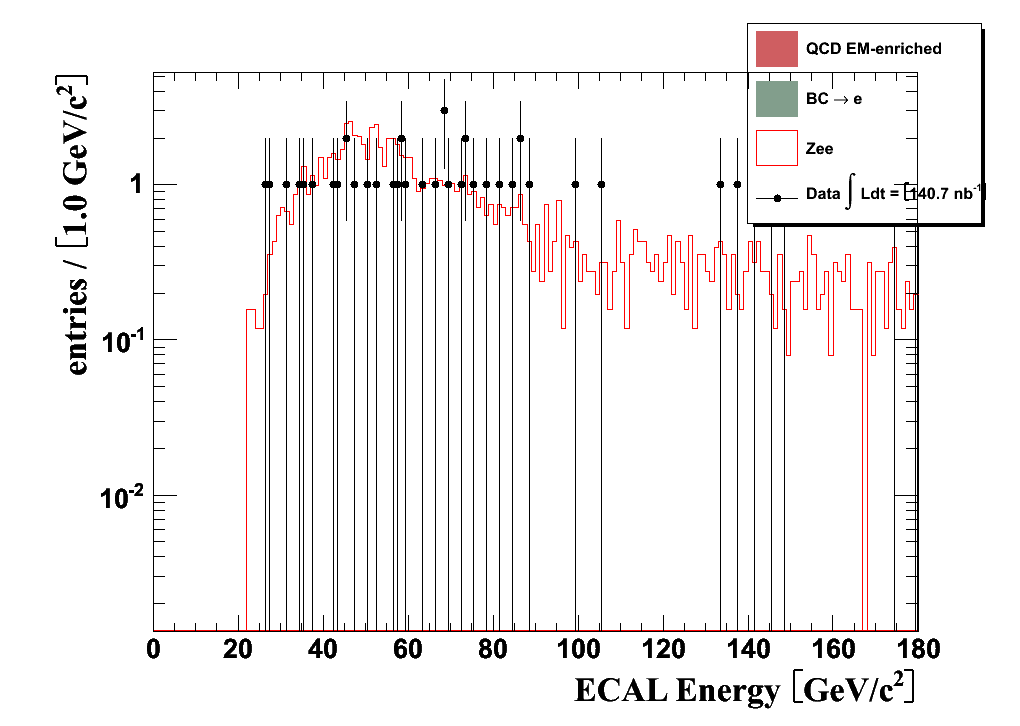 QCD EM-enriched
BC → e
Zee
Data ∫ Ldt = [140.7 nb⁻¹]
entries / [1.0 GeV/c²]
1
10⁻¹
10⁻²
0 20 40 60 80 100 120 140 160 180
ECAL Energy [GeV/c²]